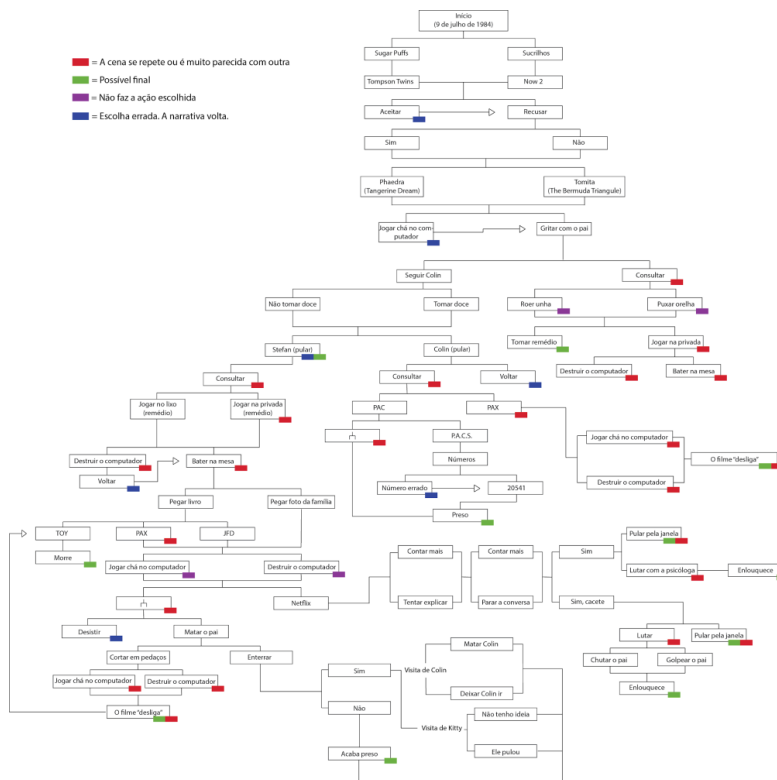 Início
(9 de julho de 1984)
= A cena se repete ou é muito parecida com outra
= Possível final
= Não faz a ação escolhida
= Escolha errada. A narrativa volta.
Sugar Puffs
Sucrilhos
Tompson Twins
Now 2
Aceitar
Recusar
Sim
Não
Phaedra
(Tangerine Dream)
Tomita
(The Bermuda Triangule)
Jogar chá no com-
putador
Gritar com o pai
Seguir Colin
Consultar
Não tomar doce
Tomar doce
Roer unha
Puxar orelha
Stefan (pular)
Colin (pular)
Tomar remédio
Jogar na privada
Consultar
Consultar
Voltar
Destruir o computador
Bater na mesa
Jogar no lixo
(remédio)
Jogar na privada
(remédio)
PAC
PAX
P.A.C.S.
Jogar chá no computador
Destruir o computador
Bater na mesa
Números
O filme "desliga"
Voltar
Número errado
20541
Destruir o computador
Pegar livro
Pegar foto da família
Preso
TOY
PAX
JFD
Morre
Contar mais
Contar mais
Sim
Pular pela janela
Jogar chá no computador
Destruir o computador
Lutar com a psicóloga
Enlouquece
Netflix
Tentar explicar
Parar a conversa
Sim, cacete
Desistir
Matar o pai
Lutar
Pular pela janela
Cortar em pedaços
Enterrar
Matar Colin
Chutar o pai
Golpear o pai
Sim
Visita de Colin
Jogar chá no computador
Destruir o computador
Deixar Colin ir
Enlouquece
O filme "desliga"
Não
Não tenho ideia
Visita de Kitty
Acaba preso
Ele pulou